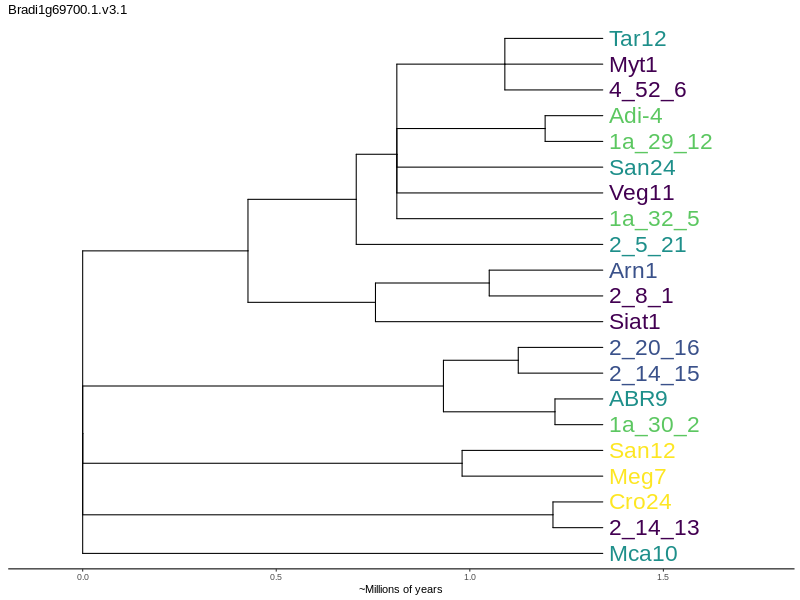 Bradi1g69700.1.v3.1
Tar12
Myt1
4_52_6
Adi-4
1a_29_12
San24
Veg11
1a_32_5
2_5_21
Arn1
2_8_1
Siat1
2_20_16
2_14_15
ABR9
1a_30_2
San12
Meg7
Cro24
2_14_13
Mca10
0.0 0.5 1.0 1.5
~Millions of years